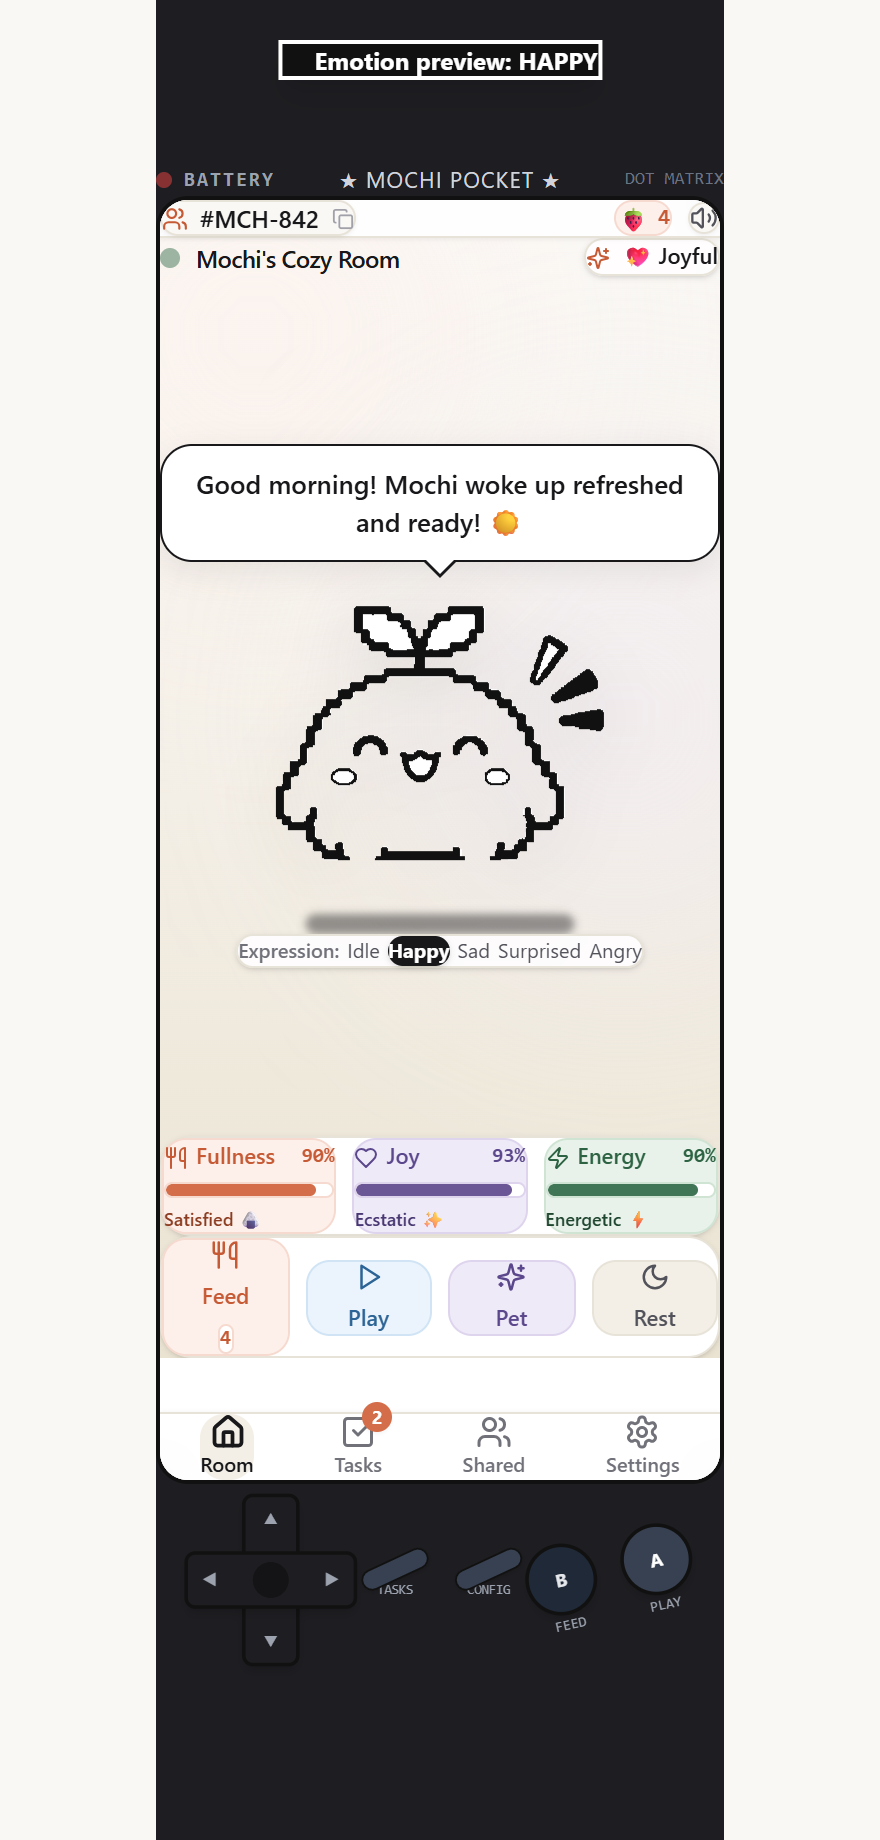 Emotion preview: HAPPY
BATTERY ★ MOCHI POCKET ★ DOT MATRIX
#MCH-842 🍓 4
Mochi's Cozy Room 💖 Joyful
Good morning! Mochi woke up refreshed
and ready! 🌼
Expression: Idle Happy Sad Surprised Angry
Fullness 90% Joy 93% Energy 90%
Satisfied 🍙 Ecstatic ✨ Energetic ⚡
Feed Play Pet Rest
4
2
Room Tasks Shared Settings
▲
◀ ▶
▼
TASKS CONFIG
B A
FEED PLAY